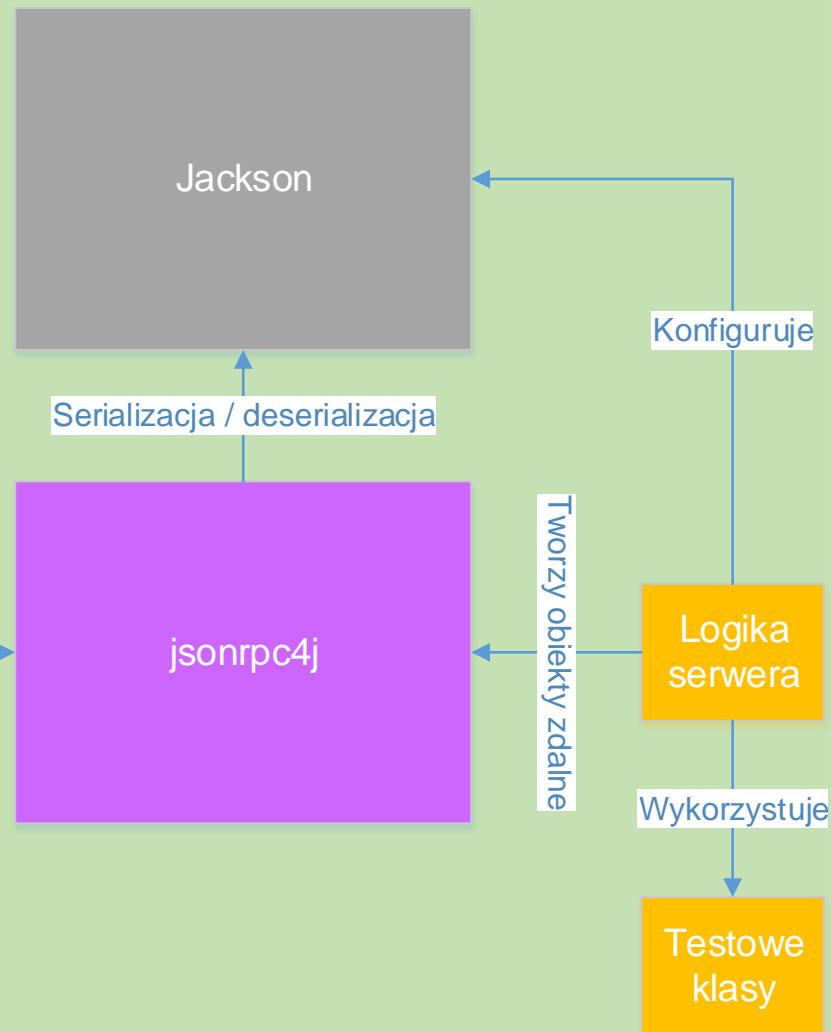 Jackson
Konfiguruje
Serializacja / deserializacja
Tworzy obiekty zdalne
jsonrpc4j
Logika
serwera
Wykorzystuje
Testowe
klasy